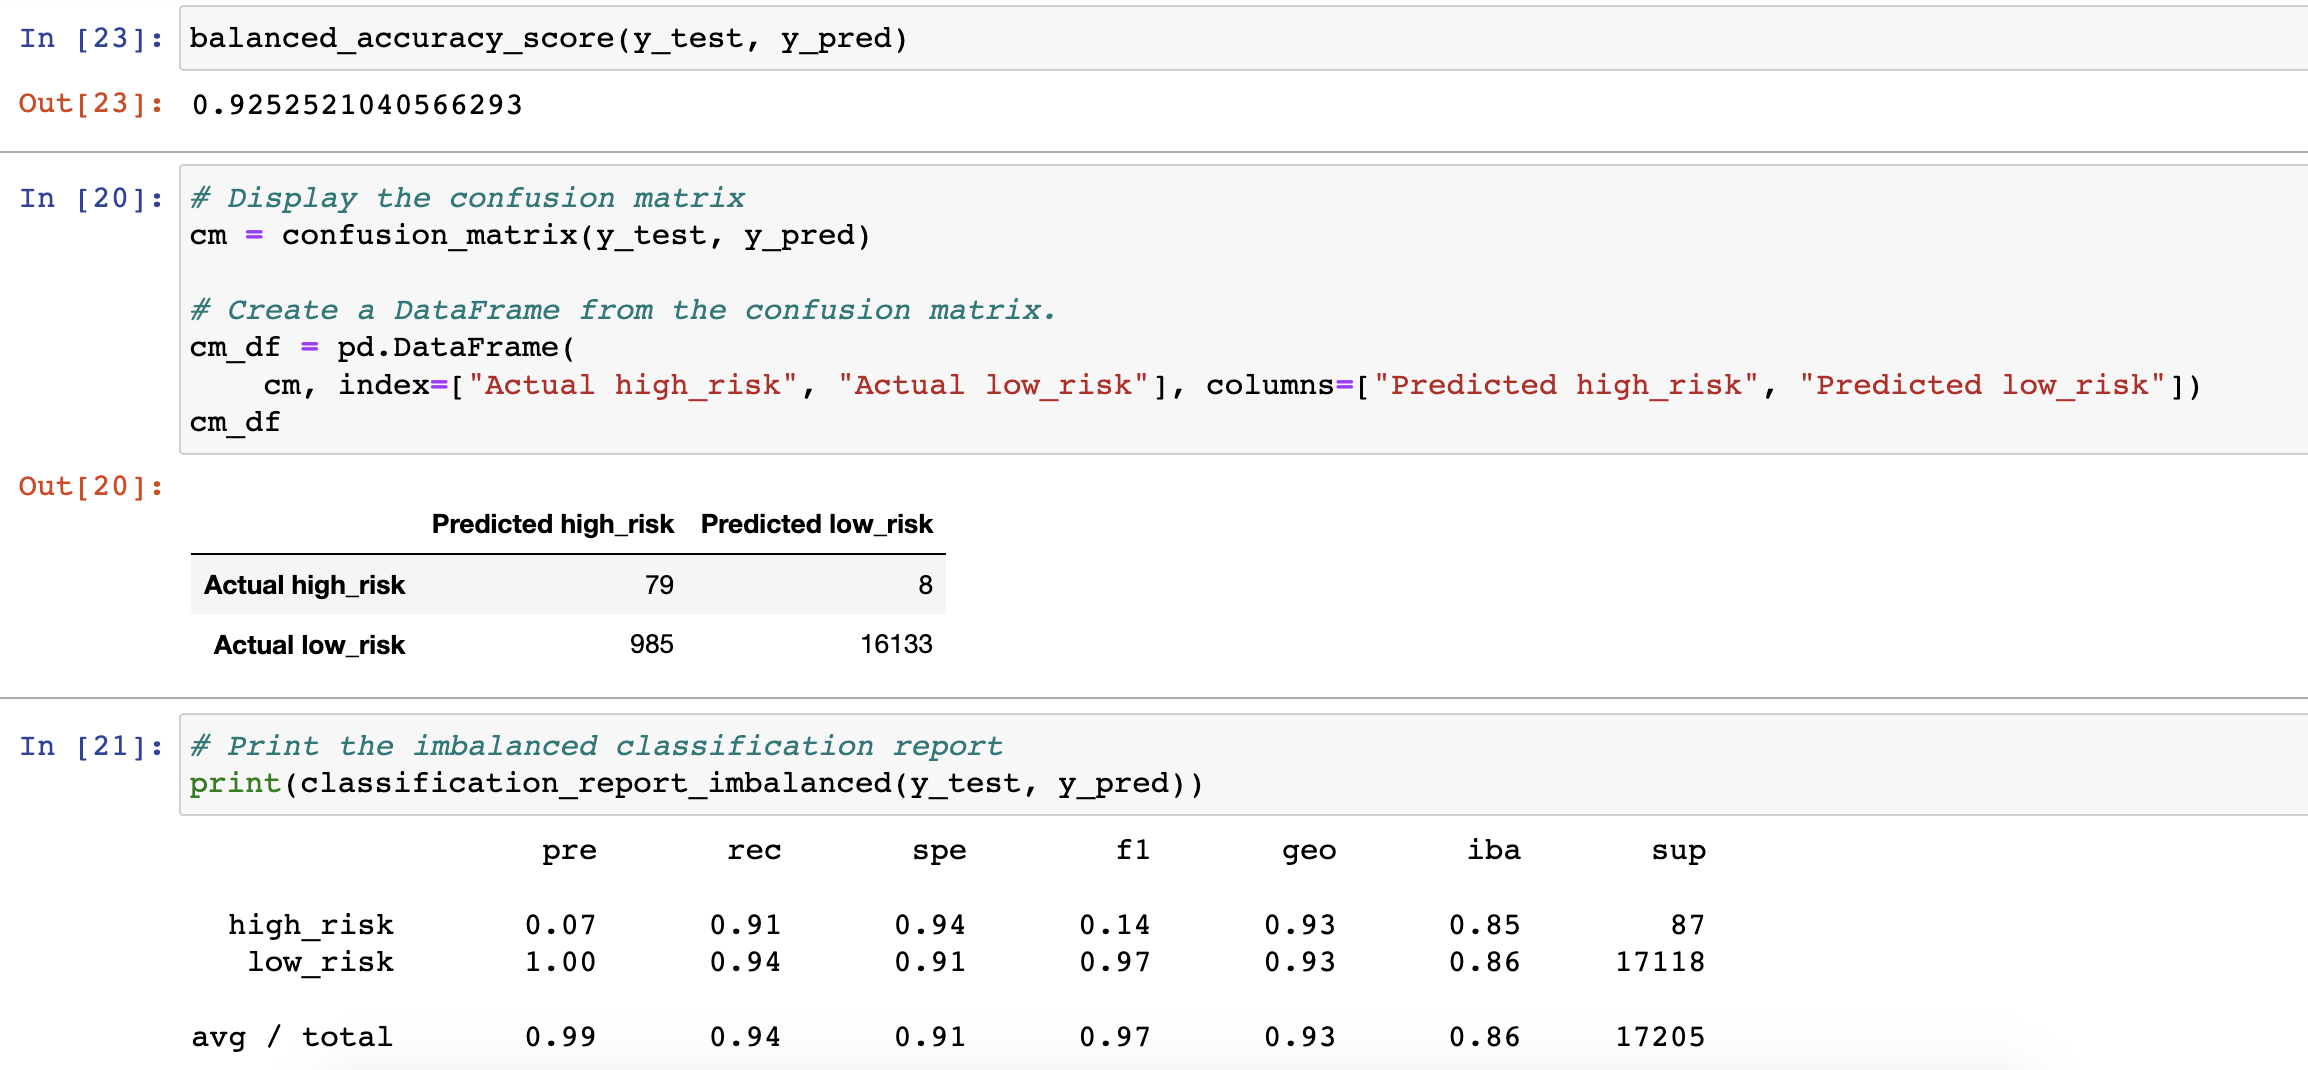 In [23]: balanced_accuracy_score(y_test, y_pred)
Out[23]: 0.9252521040566293
In [20]: # Display the confusion matrix
cm = confusion_matrix(y_test, y_pred)
# Create a DataFrame from the confusion matrix.
cm_df = pd.DataFrame(
    cm, index=["Actual high_risk", "Actual low_risk"], columns=["Predicted high_risk", "Predicted low_risk"])
cm_df
Out[20]:
Predicted high_risk Predicted low_risk
Actual high_risk 79 8
Actual low_risk 985 16133
In [21]: # Print the imbalanced classification report
print(classification_report_imbalanced(y_test, y_pred))
pre rec spe f1 geo iba sup
high_risk 0.07 0.91 0.94 0.14 0.93 0.85 87
low_risk 1.00 0.94 0.91 0.97 0.93 0.86 17118
avg / total 0.99 0.94 0.91 0.97 0.93 0.86 17205